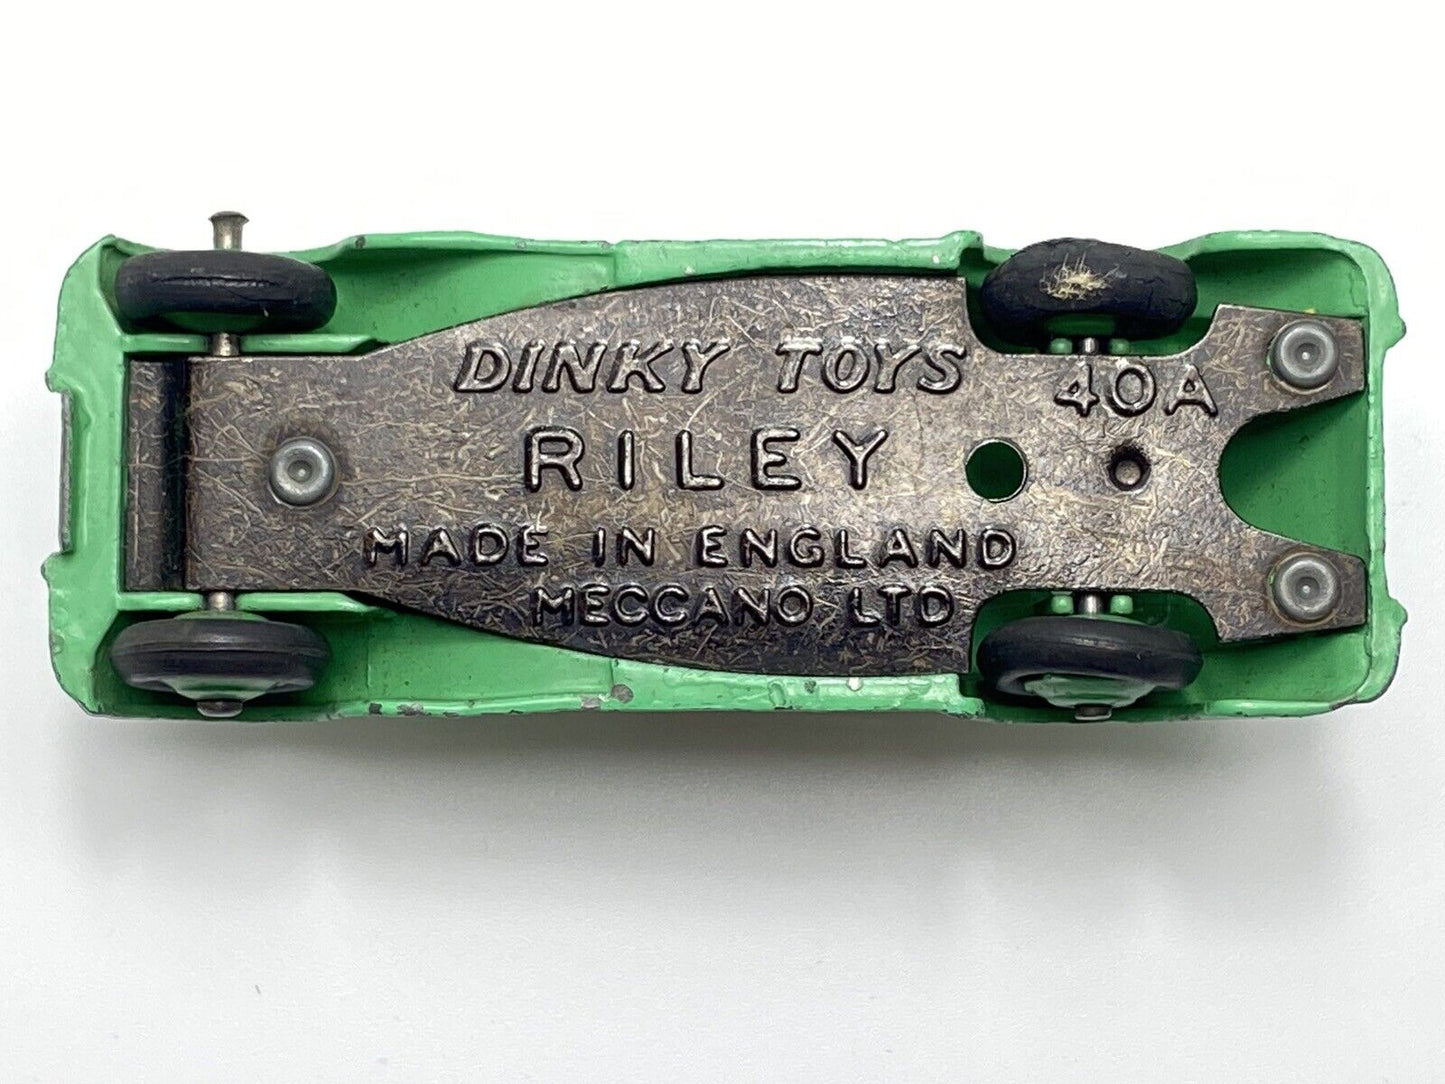 DINKY TOYS
40A
RILEY
MADE IN ENGLAND
MECCANO LTD